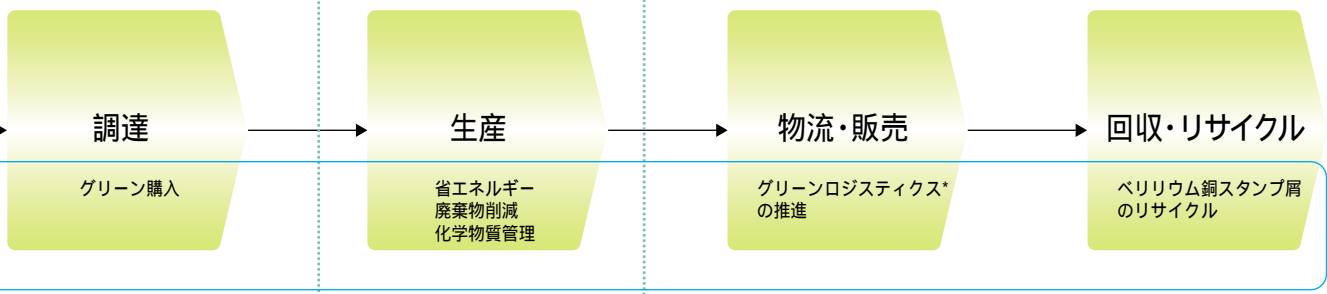 調達
グリーン購入
生産
省エネルギー
廃棄物削減
化学物質管理
物流・販売
グリーンロジスティクス*
の推進
回収・リサイクル
ベリリウム銅スタンプ屑
のリサイクル